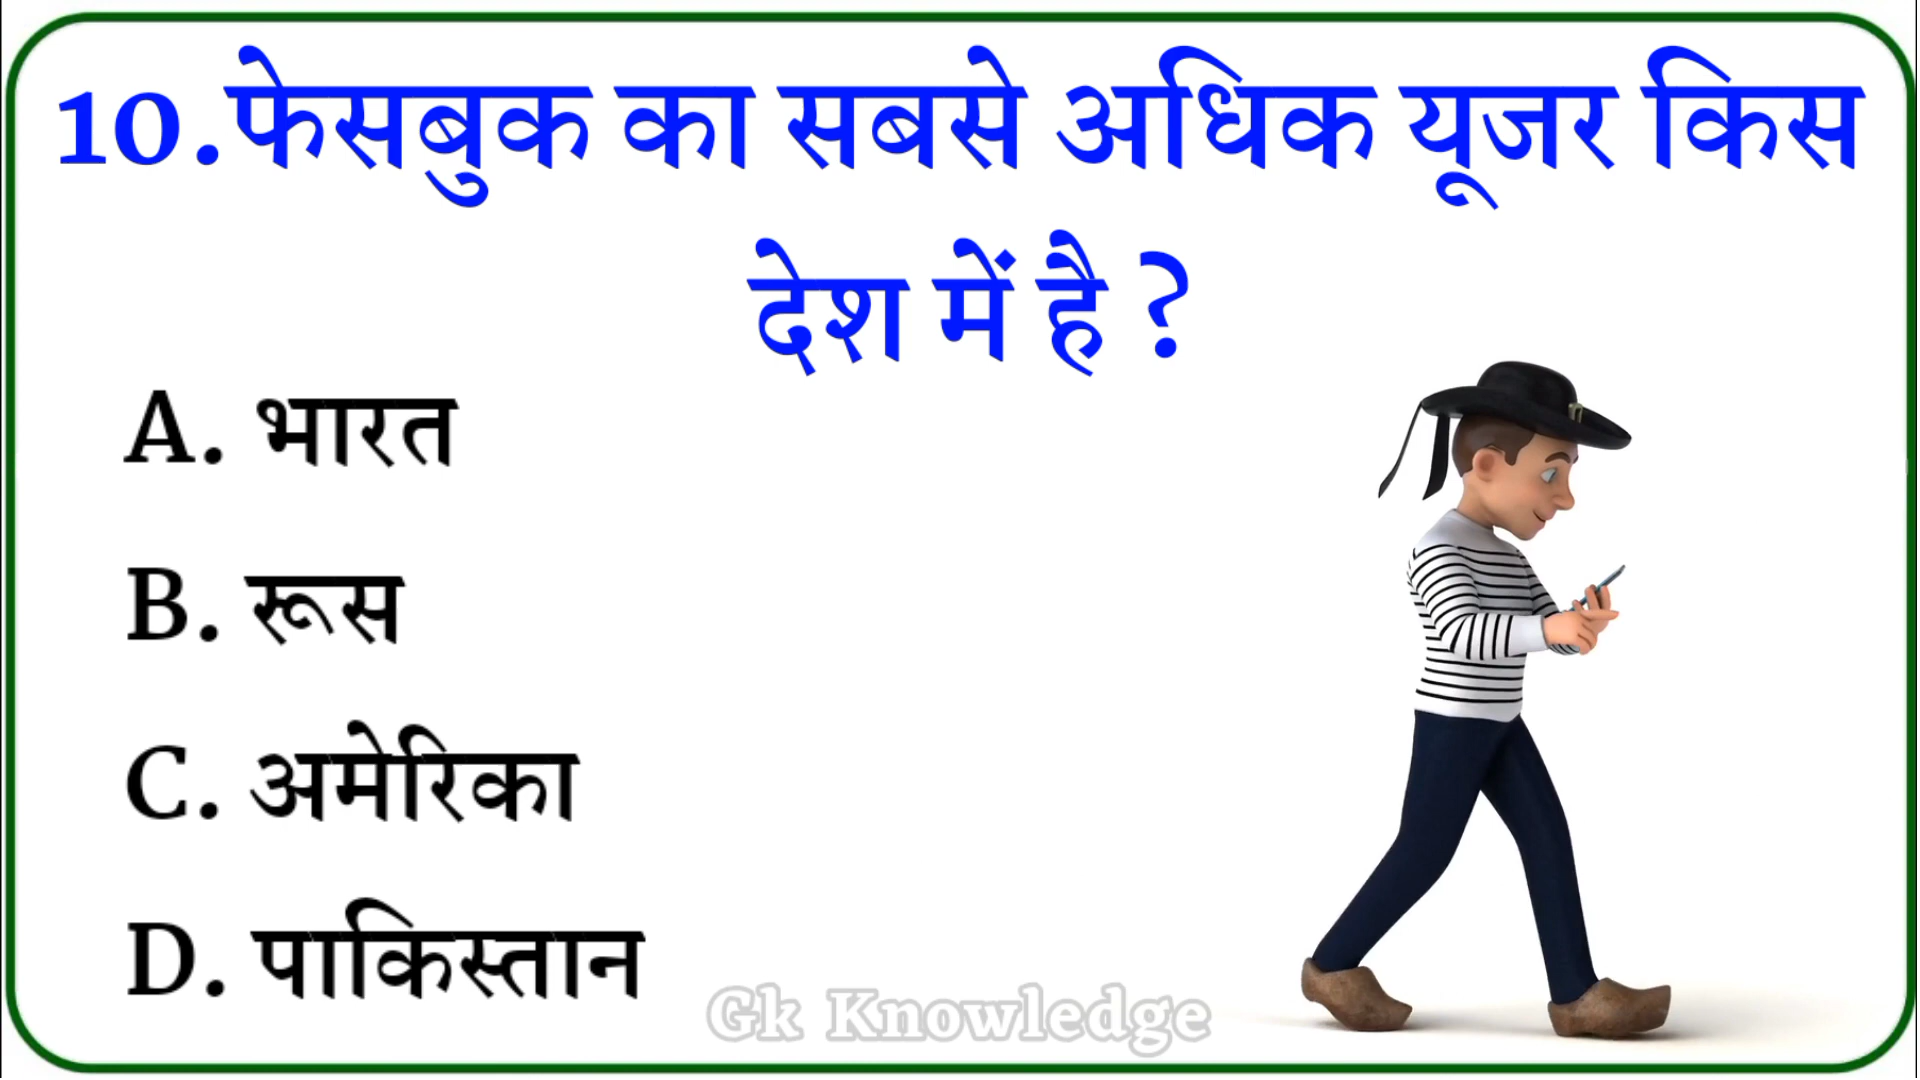 10.फेसबुक का सबसे अधिक यूजर किस
देश में है ?
A. भारत
B. रूस
C. अमेरिका
D. पाकिस्तान
Gk Knowledge